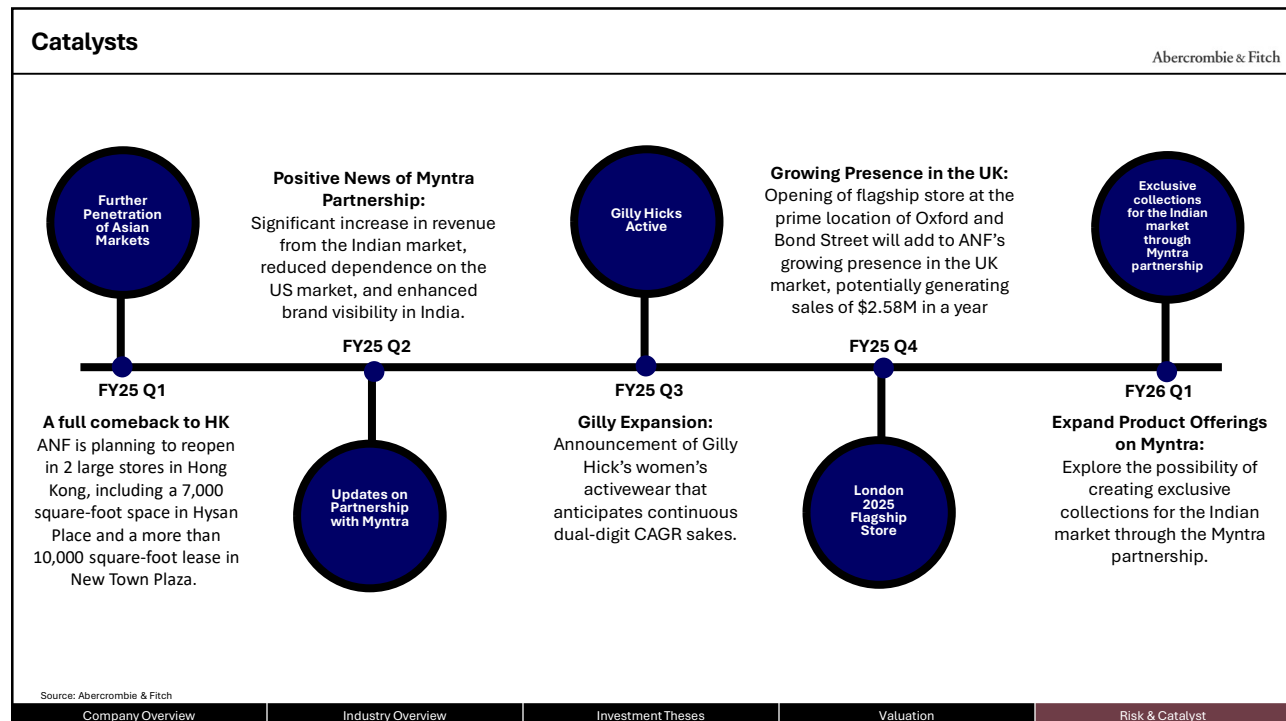 Catalysts
Abercrombie & Fitch
Further
Penetration
of Asian
Markets
FY25 Q1
A full comeback to HK
ANF is planning to reopen
in 2 large stores in Hong
Kong, including a 7,000
square-foot space in Hysan
Place and a more than
10,000 square-foot lease in
New Town Plaza.
Positive News of Myntra
Partnership:
Significant increase in revenue
from the Indian market,
reduced dependence on the
US market, and enhanced
brand visibility in India.
FY25 Q2
Updates on
Partnership
with Myntra
Gilly Hicks
Active
FY25 Q3
Gilly Expansion:
Announcement of Gilly
Hick’s women’s
activewear that
anticipates continuous
dual-digit CAGR sakes.
Growing Presence in the UK:
Opening of flagship store at the
prime location of Oxford and
Bond Street will add to ANF’s
growing presence in the UK
market, potentially generating
sales of $2.58M in a year
FY25 Q4
London
2025
Flagship
Store
Exclusive
collections
for the Indian
market
through
Myntra
partnership
FY26 Q1
Expand Product Offerings
on Myntra:
Explore the possibility of
creating exclusive
collections for the Indian
market through the Myntra
partnership.
Source: Abercrombie & Fitch
Company Overview
Industry Overview
Investment Theses
Valuation
Risk & Catalyst